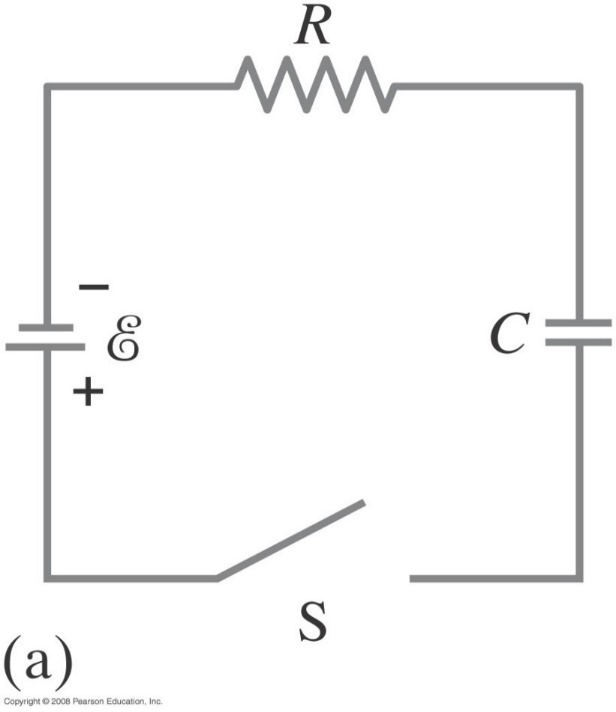 R
−
ℰ
+
C
S
(a)
Copyright © 2008 Pearson Education, Inc.